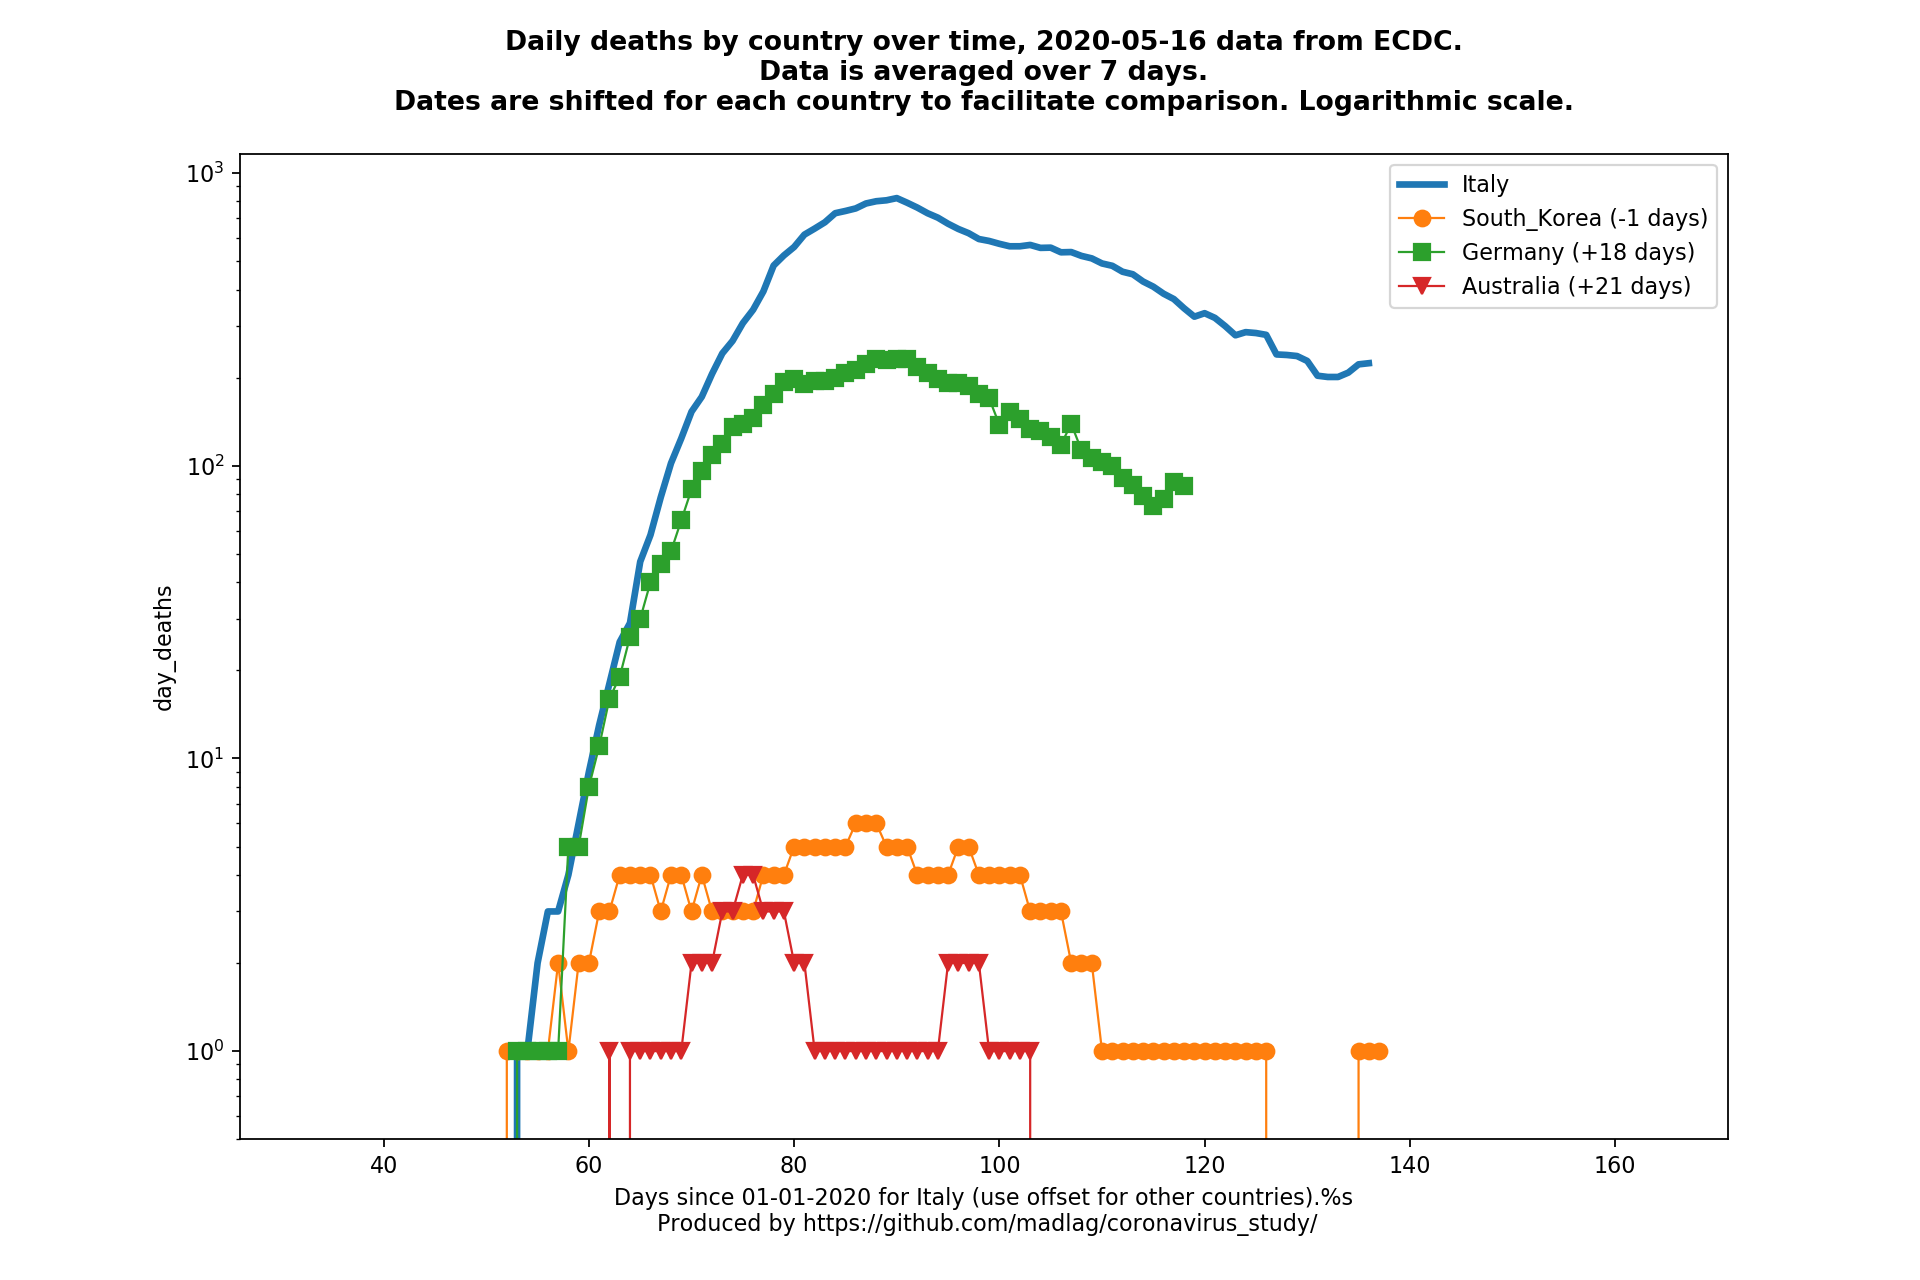 Daily deaths by country over time, 2020-05-16 data from ECDC.
Data is averaged over 7 days.
Dates are shifted for each country to facilitate comparison. Logarithmic scale.
10³
10²
10¹
10⁰
day_deaths
Italy
South_Korea (-1 days)
Germany (+18 days)
Australia (+21 days)
40 60 80 100 120 140 160
Days since 01-01-2020 for Italy (use offset for other countries).%s
Produced by https://github.com/madlag/coronavirus_study/